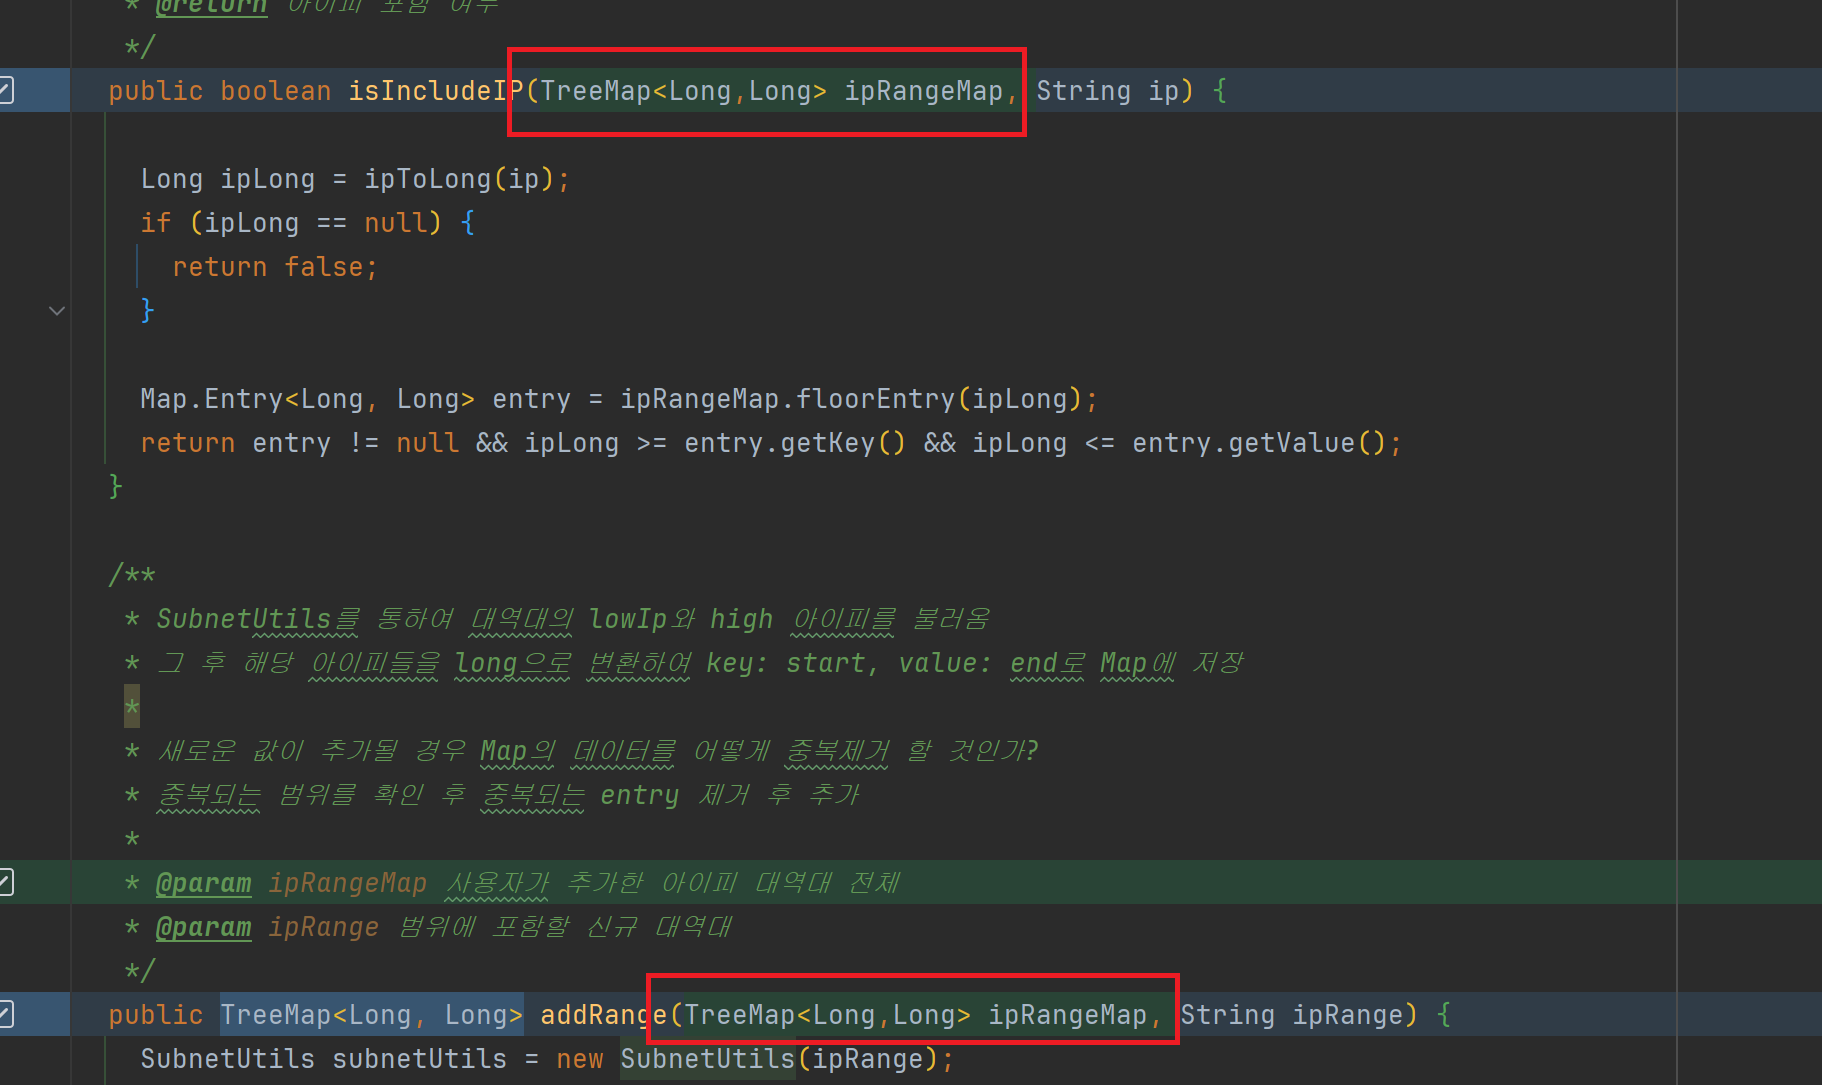 * @return 아이피 포함 여부
*/
public boolean isIncludeIP(TreeMap<Long,Long> ipRangeMap, String ip) {
Long ipLong = ipToLong(ip);
if (ipLong == null) {
return false;
}
Map.Entry<Long, Long> entry = ipRangeMap.floorEntry(ipLong);
return entry != null && ipLong >= entry.getKey() && ipLong <= entry.getValue();
}
/**
* SubnetUtils를 통하여 대역대의 lowIp와 high 아이피를 불러옴
* 그 후 해당 아이피들을 long으로 변환하여 key: start, value: end로 Map에 저장
*
* 새로운 값이 추가될 경우 Map의 데이터를 어떻게 중복제거 할 것인가?
* 중복되는 범위를 확인 후 중복되는 entry 제거 후 추가
*
* @param ipRangeMap 사용자가 추가한 아이피 대역대 전체
* @param ipRange 범위에 포함할 신규 대역대
*/
public TreeMap<Long, Long> addRange(TreeMap<Long,Long> ipRangeMap, String ipRange) {
SubnetUtils subnetUtils = new SubnetUtils(ipRange);